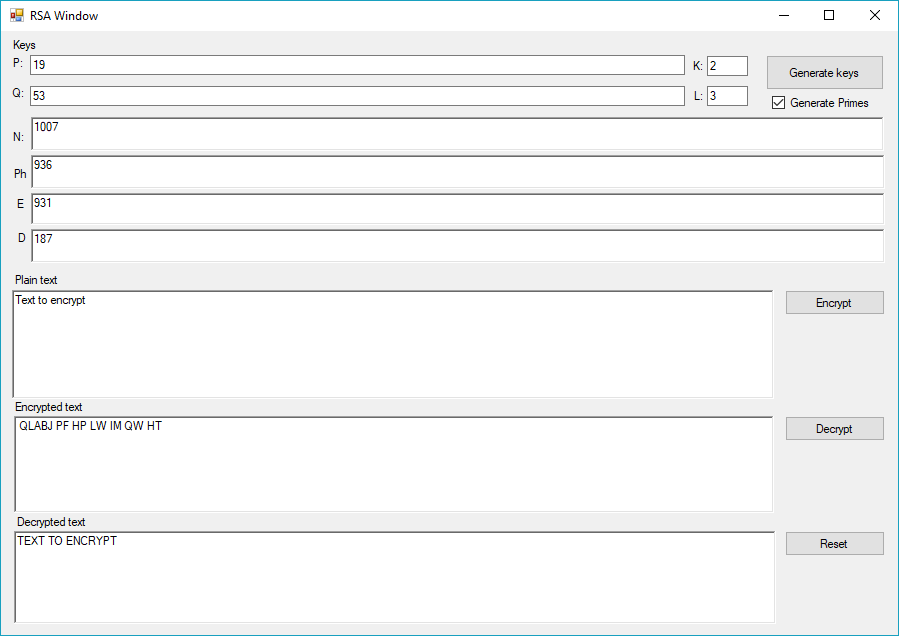 RSA Window
Keys
P: 19 K: 2 Generate keys
Q: 53 L: 3 Generate Primes
N: 1007
Ph 936
E 931
D 187
Plain text
Text to encrypt Encrypt
Encrypted text
QLABJ PF HP LW IM QW HT Decrypt
Decrypted text
TEXT TO ENCRYPT Reset